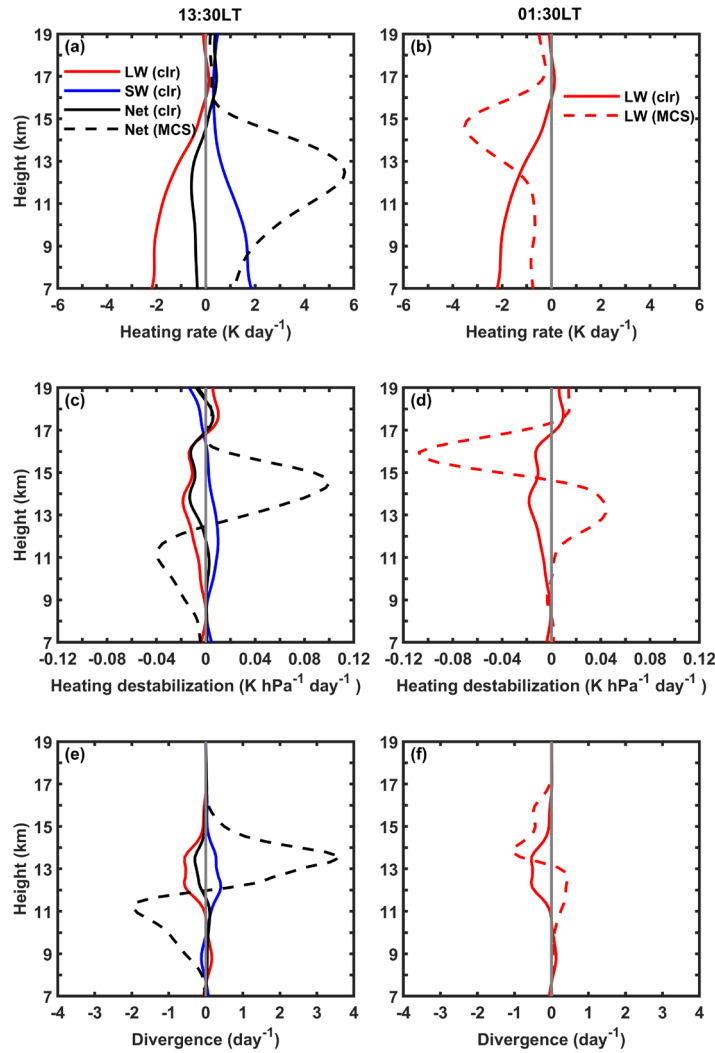 13:30LT 01:30LT
(a) (b)
19 19
17 17
15 15
13 13
11 11
9 9
7 7
LW (clr)
SW (clr)
Net (clr)
Net (MCS)
LW (clr)
LW (MCS)
Height (km)
-6 -4 -2 0 2 4 6 -6 -4 -2 0 2 4 6
Heating rate (K day⁻¹) Heating rate (K day⁻¹)
(c) (d)
19 19
17 17
15 15
13 13
11 11
9 9
7 7
Height (km)
-0.12 -0.08 -0.04 0 0.04 0.08 0.12 -0.12 -0.08 -0.04 0 0.04 0.08 0.12
Heating destabilization (K hPa⁻¹ day⁻¹ ) Heating destabilization (K hPa⁻¹ day⁻¹ )
(e) (f)
19 19
17 17
15 15
13 13
11 11
9 9
7 7
Height (km)
-4 -3 -2 -1 0 1 2 3 4 -4 -3 -2 -1 0 1 2 3 4
Divergence (day⁻¹) Divergence (day⁻¹)